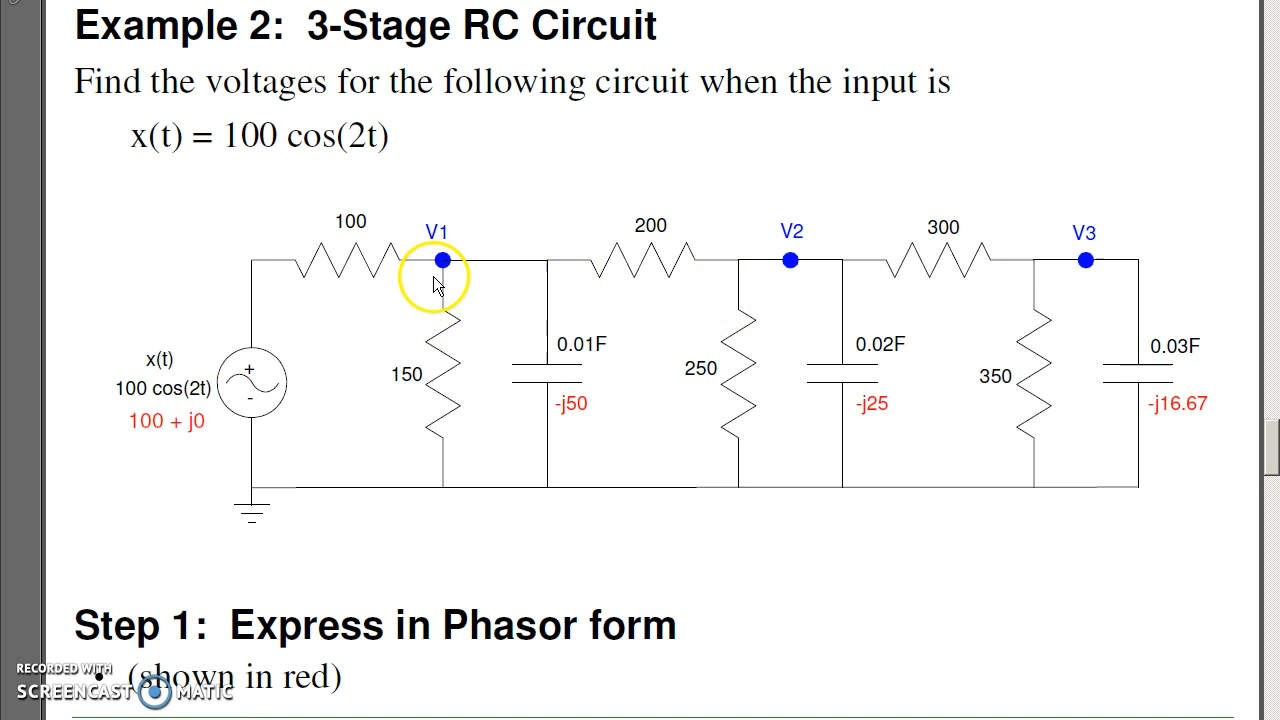 Example 2: 3-Stage RC Circuit
Find the voltages for the following circuit when the input is
x(t) = 100 cos(2t)
100
V1
200
V2
300
V3
x(t)
100 cos(2t)
100 + j0
+
-
150
0.01F
-j50
250
0.02F
-j25
350
0.03F
-j16.67
Step 1: Express in Phasor form
• (shown in red)
RECORDED WITH
SCREENCAST MATIC